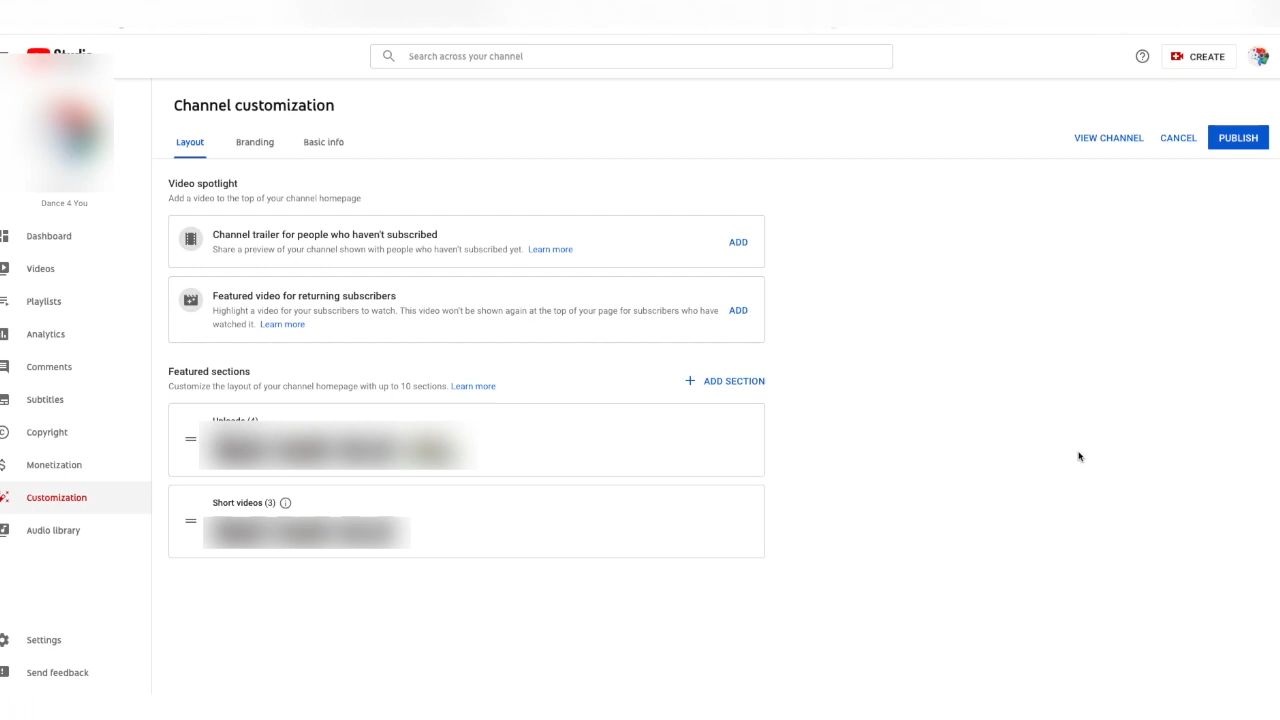 Studio
Search across your channel
CREATE
Channel customization
Layout
Branding
Basic info
VIEW CHANNEL
CANCEL
PUBLISH
Dance 4 You
Dashboard
Videos
Playlists
Analytics
Comments
Subtitles
Copyright
Monetization
Customization
Audio library
Settings
Send feedback
Video spotlight
Add a video to the top of your channel homepage
Channel trailer for people who haven't subscribed
Share a preview of your channel shown with people who haven't subscribed yet. Learn more
ADD
Featured video for returning subscribers
Highlight a video for your subscribers to watch. This video won't be shown again at the top of your page for subscribers who have
watched it. Learn more
ADD
Featured sections
Customize the layout of your channel homepage with up to 10 sections. Learn more
ADD SECTION
Uploads (4)
Short videos (3)